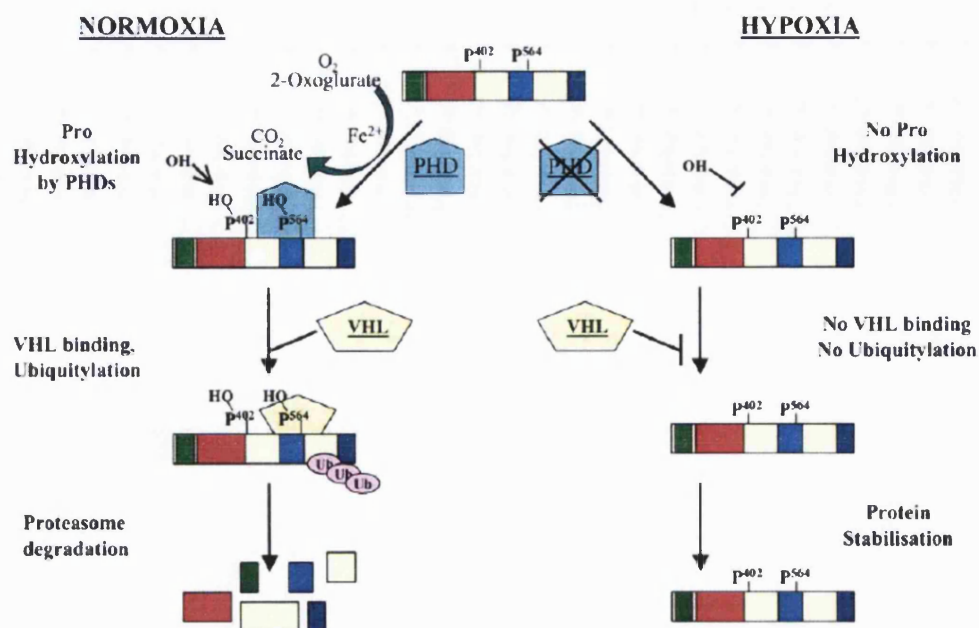 NORMOXIA
HYPOXIA
P402
P564
O2
2-Oxoglurate
Fe2+
CO2
Succinate
Pro
Hydroxylation
by PHDs
OH
PHD
PHD
No Pro
Hydroxylation
OH
HO
HO
P402
P564
P402
P564
VHL binding,
Ubiquitylation
VHL
VHL
No VHL binding
No Ubiquitylation
HO
HO
P402
P564
Ub
Ub
Ub
P402
P564
Proteasome
degradation
Protein
Stabilisation
P402
P564